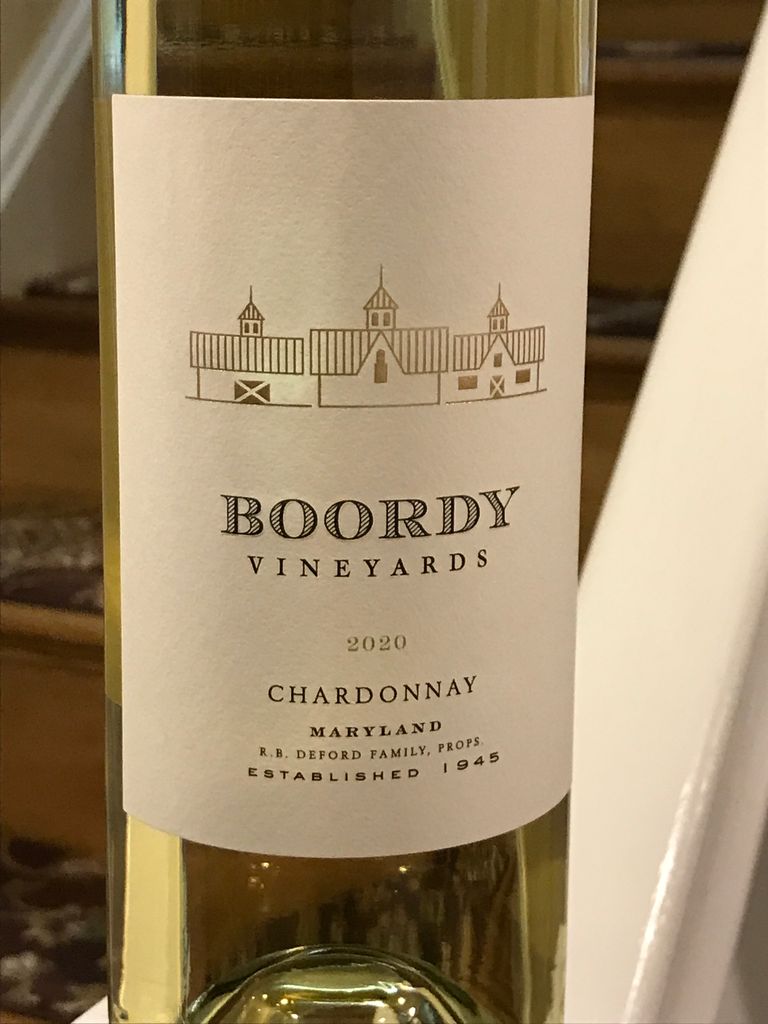 BOORDY
VINEYARDS
2020
CHARDONNAY
MARYLAND
R.B. DEFORD FAMILY, PROPS.
ESTABLISHED 1945